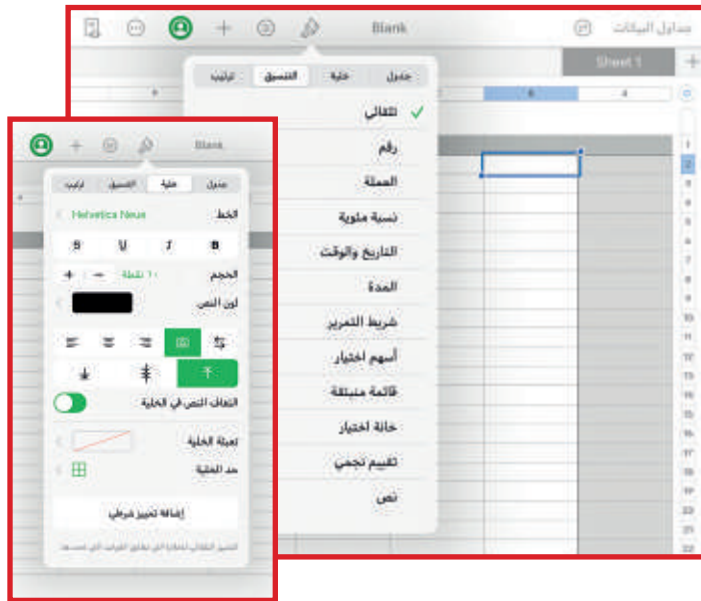 جداول البيانات
Blank
Sheet 1
جدول خلية التنسيق ترتيب
تلقائي
رقم
العملة
نسبة مئوية
التاريخ والوقت
المدة
شريط التمرير
أسهم اختيار
قائمة منبثقة
خانة اختيار
تقييم نجمي
نص
Blank
جدول خلية التنسيق ترتيب
الخط Helvetica Neue
B I U S
الحجم ١٠ نقطة
لون النص
التفاف النص في الخلية
تعبئة الخلية
حد الخلية
إضافة تمييز شرطي